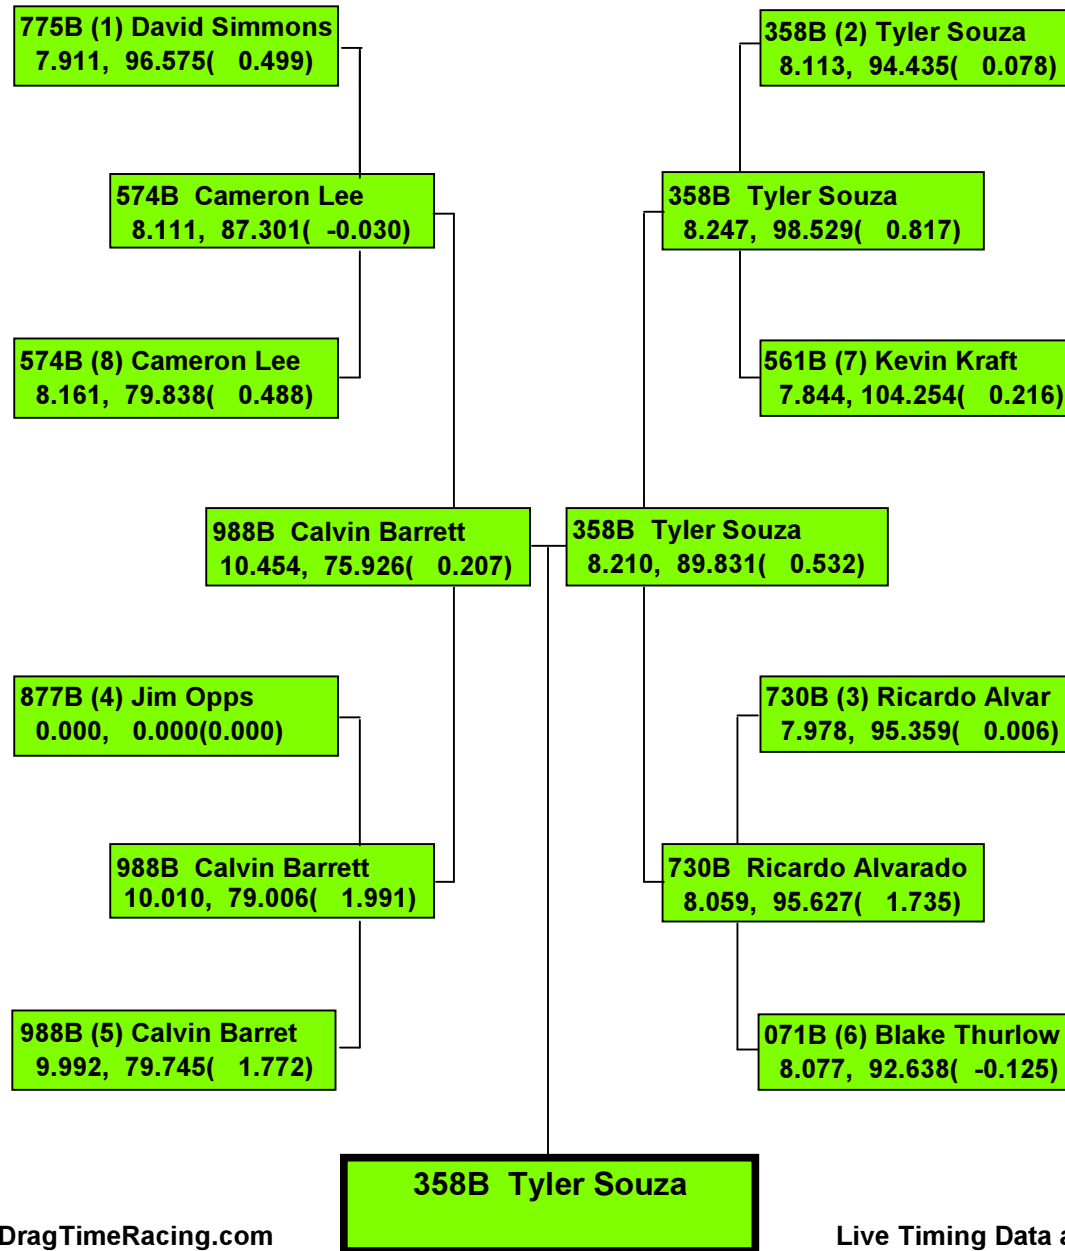 775B (1) David Simmons
7.911, 96.575( 0.499)
358B (2) Tyler Souza
8.113, 94.435( 0.078)
574B Cameron Lee
8.111, 87.301( -0.030)
358B Tyler Souza
8.247, 98.529( 0.817)
574B (8) Cameron Lee
8.161, 79.838( 0.488)
561B (7) Kevin Kraft
7.844, 104.254( 0.216)
988B Calvin Barrett
10.454, 75.926( 0.207)
358B Tyler Souza
8.210, 89.831( 0.532)
877B (4) Jim Opps
0.000, 0.000(0.000)
730B (3) Ricardo Alvar
7.978, 95.359( 0.006)
988B Calvin Barrett
10.010, 79.006( 1.991)
730B Ricardo Alvarado
8.059, 95.627( 1.735)
988B (5) Calvin Barret
9.992, 79.745( 1.772)
071B (6) Blake Thurlow
8.077, 92.638( -0.125)
358B Tyler Souza
DragTimeRacing.com
Live Timing Data a